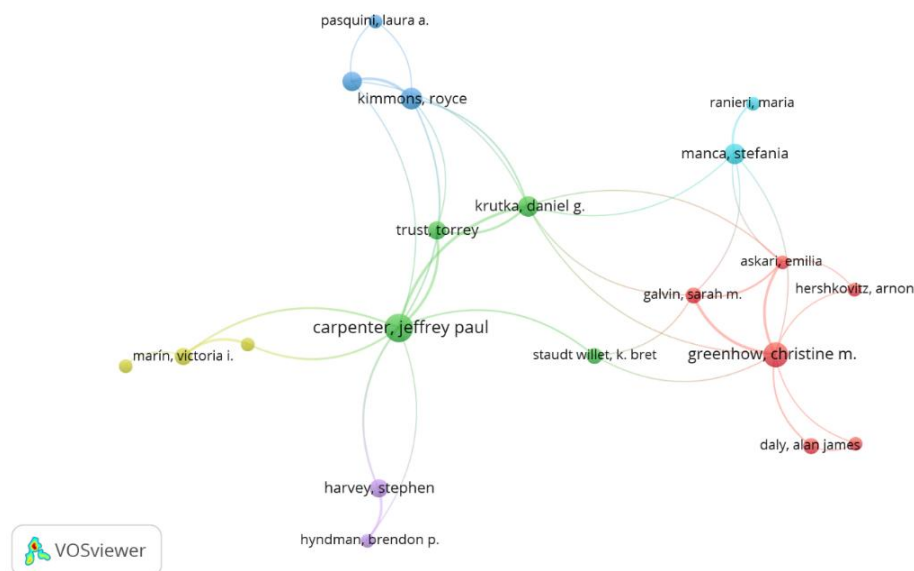 pasquini, laura a.
kimmons, royce
ranieri, maria
manca, stefania
krutka, daniel g.
trust, torrey
askari, emilia
hershkovitz, arnon
galvin, sarah m.
carpenter, jeffrey paul
marín, victoria i.
staudt willet, k. bret
greenhow, christine m.
daly, alan james
harvey, stephen
hyndman, brendon p.
VOSviewer